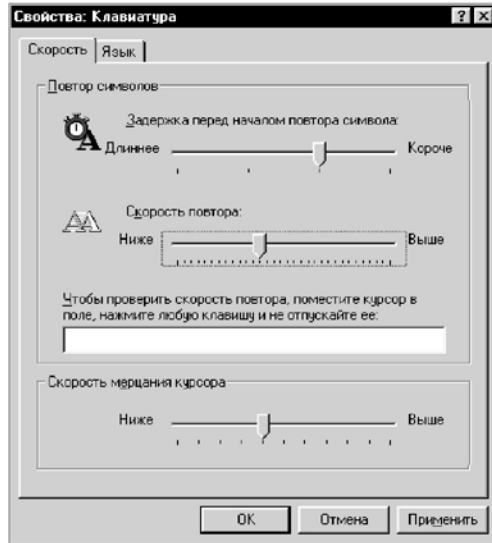 Свойства: Клавиатура
Скорость Язык
Повтор символов
Задержка перед началом повтора символа:
Длиннее Короче
Скорость повтора:
Ниже Выше
Чтобы проверить скорость повтора, поместите курсор в
поле, нажмите любую клавишу и не отпускайте ее:
Скорость мерцания курсора
Ниже Выше
OK Отмена Применить